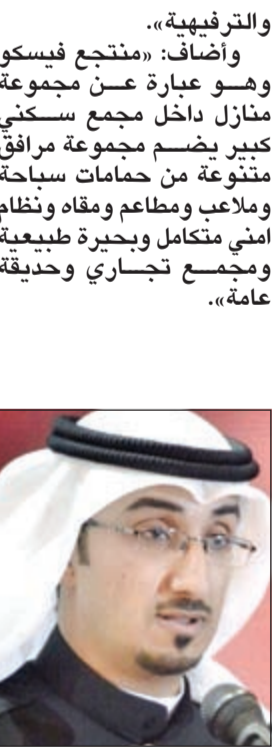 والترفيهية».
وأضاف: «منتجع فيسكو
وهو عبارة عن مجموعة
منازل داخل مجمع سكني
كبير يضم مجموعة مرافق
متنوعة من حمامات سباحة
وملاعب ومطاعم ومقاه ونظام
امني متكامل وبحيرة طبيعية
ومجمع تجاري وحديقة
عامة».